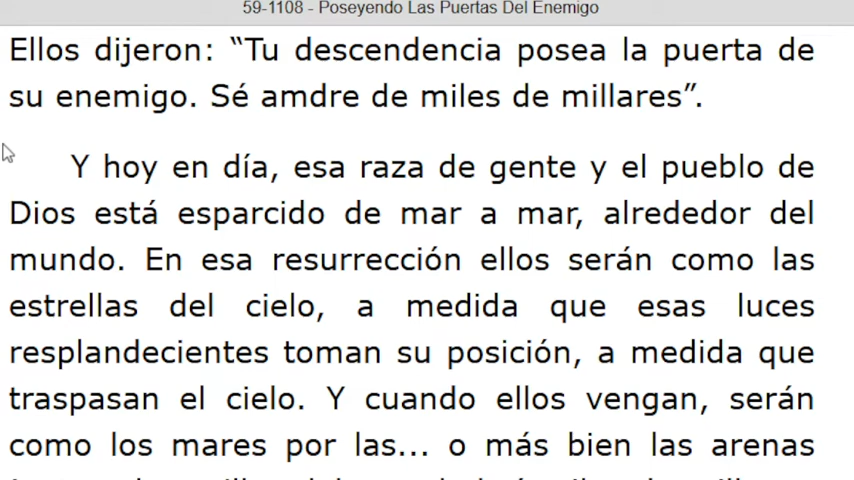 59-1108 - Poseyendo Las Puertas Del Enemigo
Ellos dijeron: “Tu descendencia posea la puerta de
su enemigo. Sé amdre de miles de millares”.
Y hoy en día, esa raza de gente y el pueblo de
Dios está esparcido de mar a mar, alrededor del
mundo. En esa resurrección ellos serán como las
estrellas del cielo, a medida que esas luces
resplandecientes toman su posición, a medida que
traspasan el cielo. Y cuando ellos vengan, serán
como los mares por las... o más bien las arenas